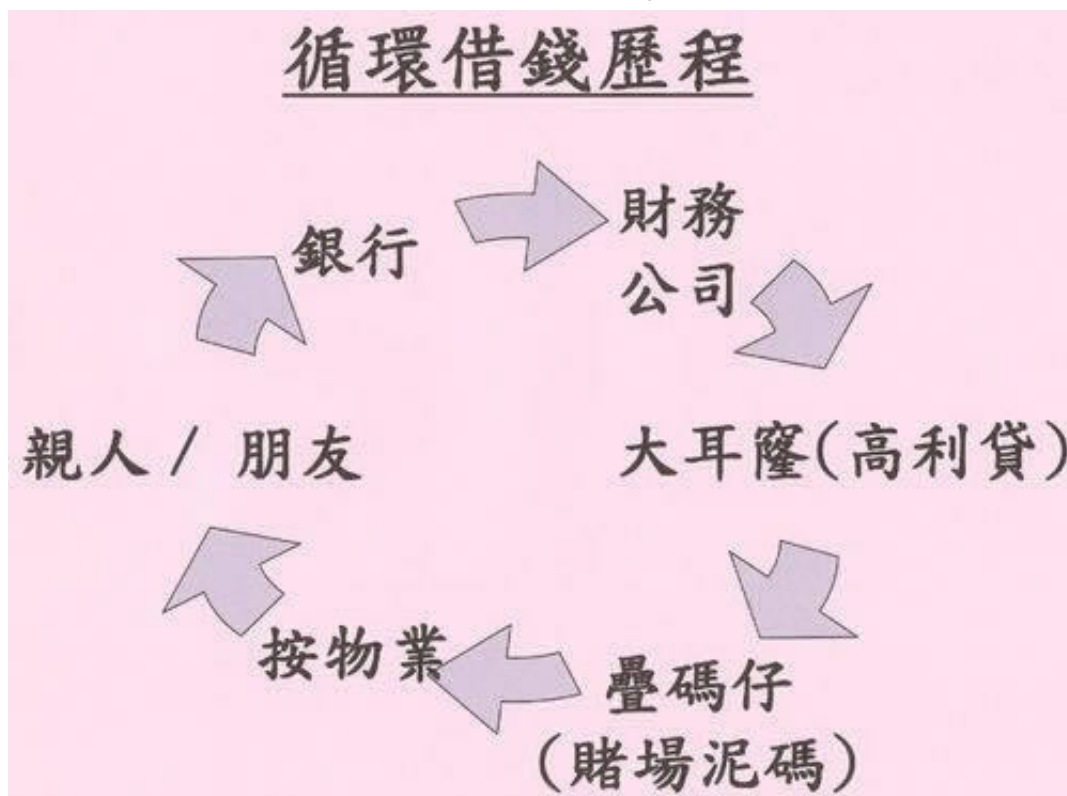 循環借錢歷程
銀行
財務
公司
大耳窿(高利貸)
疊碼仔
(賭場泥碼)
按物業
親人 / 朋友